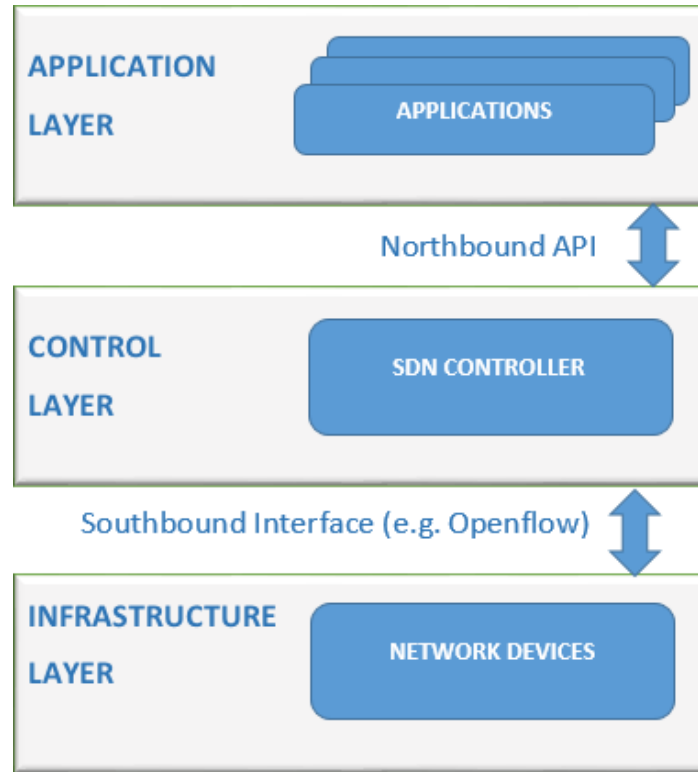 APPLICATION
LAYER
APPLICATIONS
Northbound API
CONTROL
LAYER
SDN CONTROLLER
Southbound Interface (e.g. Openflow)
INFRASTRUCTURE
LAYER
NETWORK DEVICES